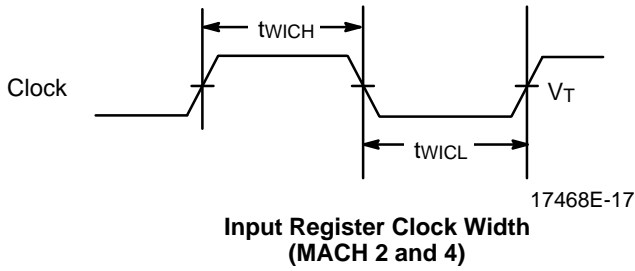 tWICH
Clock
VT
tWICL
17468E-17
Input Register Clock Width
(MACH 2 and 4)